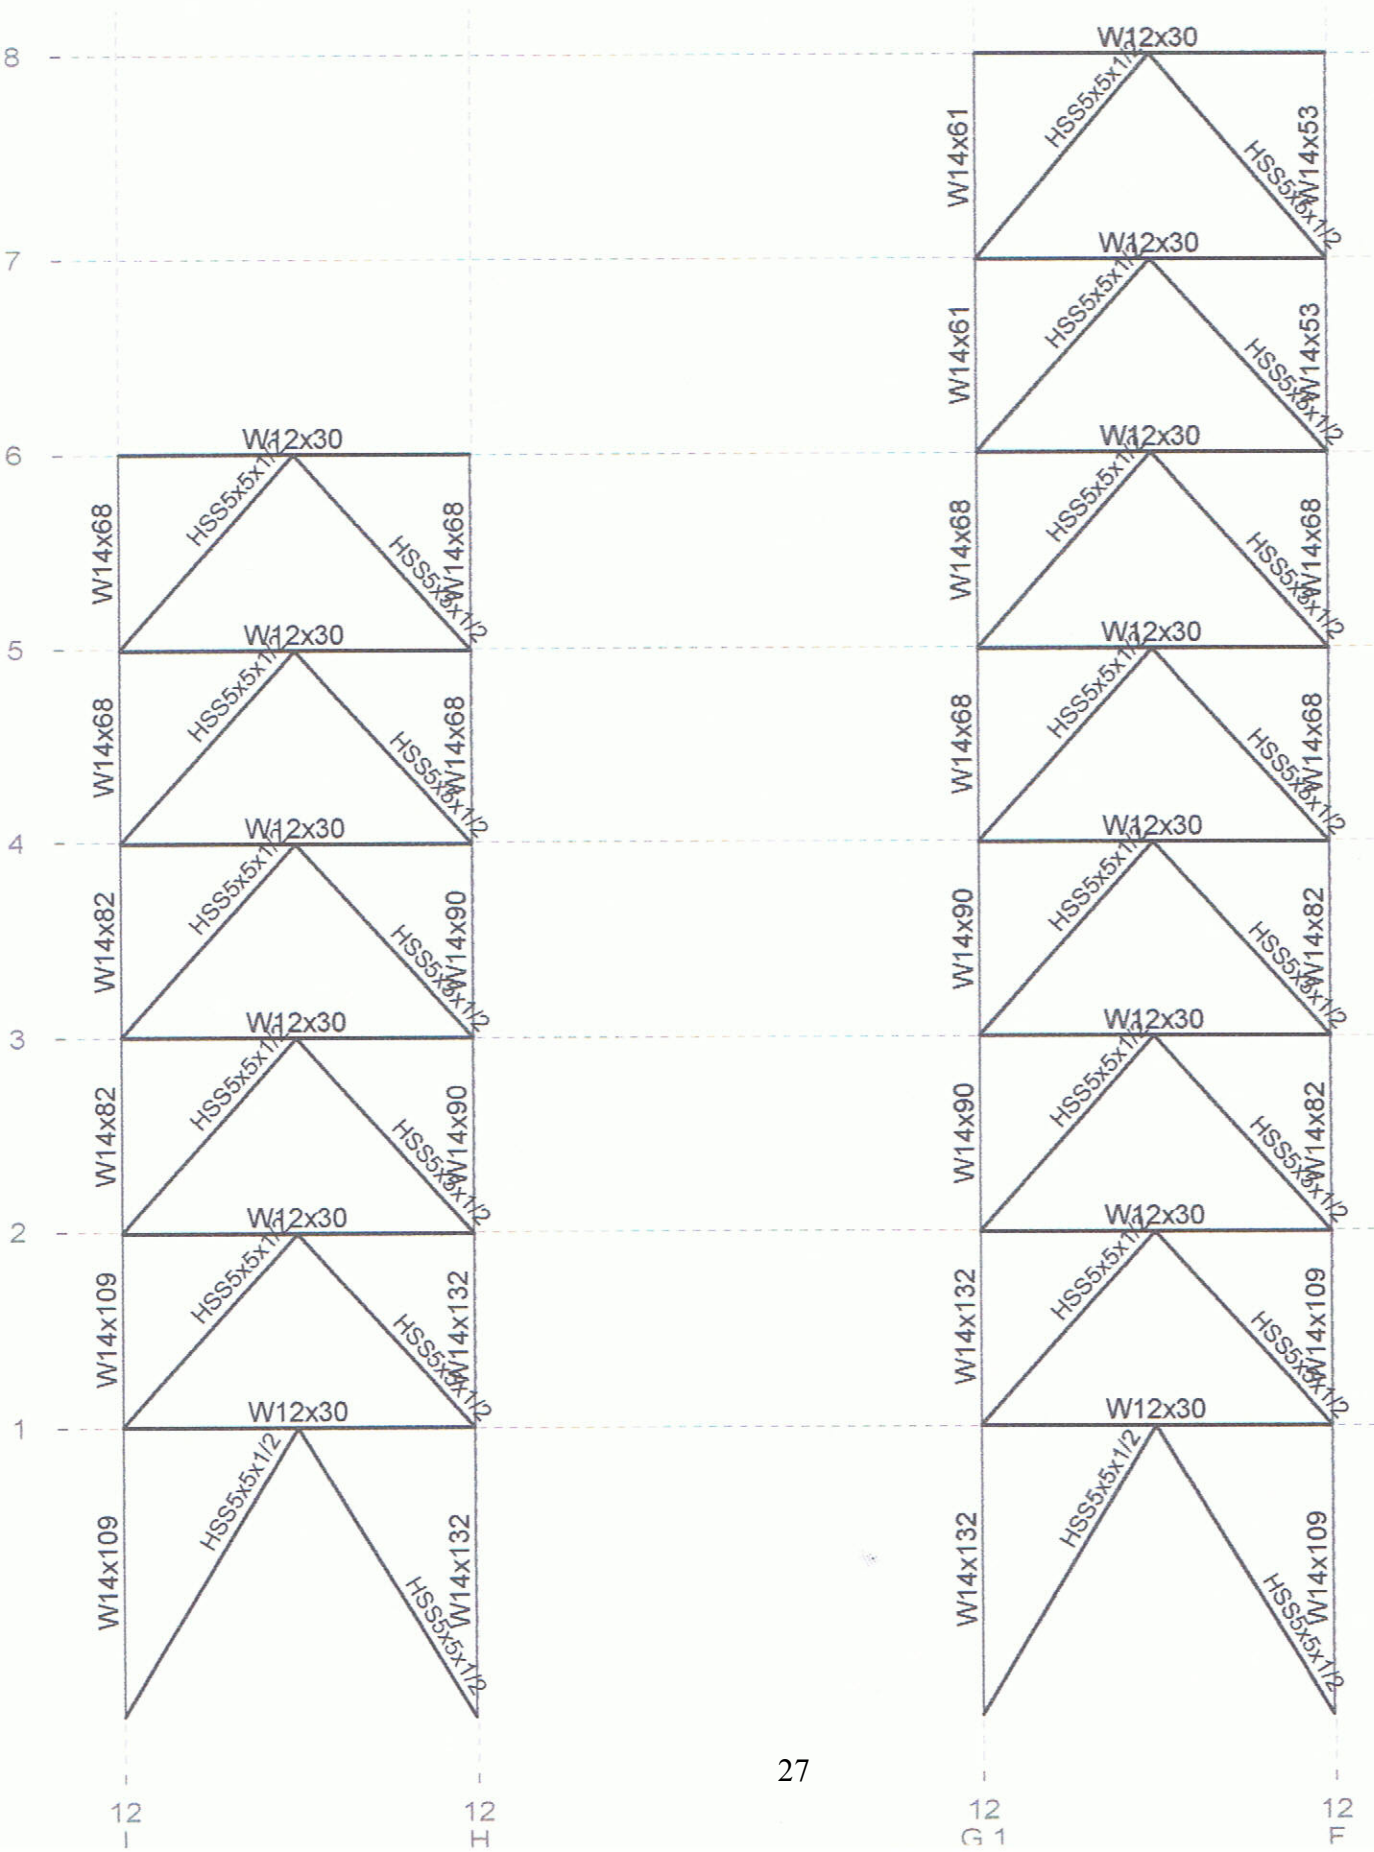 8 W12x30
W14x61 HSS5x5x1/2 HSS5x5x1/2 W14x53
7 W12x30
W14x61 HSS5x5x1/2 HSS5x5x1/2 W14x53
6 W12x30 W12x30
W14x68 HSS5x5x1/2 HSS5x5x1/2 W14x68 W14x68 HSS5x5x1/2 HSS5x5x1/2 W14x68
5 W12x30 W12x30
W14x68 HSS5x5x1/2 HSS5x5x1/2 W14x68 W14x68 HSS5x5x1/2 HSS5x5x1/2 W14x68
4 W12x30 W12x30
W14x82 HSS5x5x1/2 HSS5x5x1/2 W14x90 W14x90 HSS5x5x1/2 HSS5x5x1/2 W14x82
3 W12x30 W12x30
W14x82 HSS5x5x1/2 HSS5x5x1/2 W14x90 W14x90 HSS5x5x1/2 HSS5x5x1/2 W14x82
2 W12x30 W12x30
W14x109 HSS5x5x1/2 HSS5x5x1/2 W14x132 W14x132 HSS5x5x1/2 HSS5x5x1/2 W14x109
1 W12x30 W12x30
W14x109 HSS5x5x1/2 HSS5x5x1/2 W14x132 W14x132 HSS5x5x1/2 HSS5x5x1/2 W14x109
27
12 12 12 12
I H G.1 F